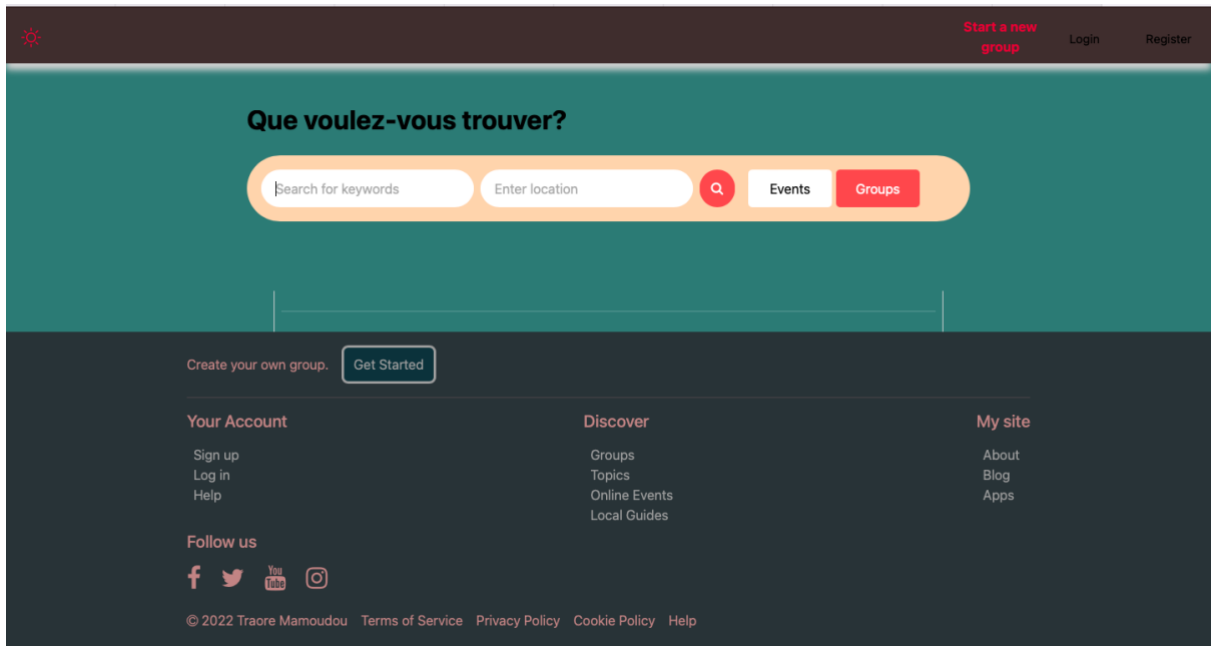 Start a new
group
Login
Register
Que voulez-vous trouver?
Search for keywords
Enter location
Events
Groups
Create your own group.
Get Started
Your Account
Sign up
Log in
Help
Discover
Groups
Topics
Online Events
Local Guides
My site
About
Blog
Apps
Follow us
You
Tube
© 2022 Traore Mamoudou Terms of Service Privacy Policy Cookie Policy Help